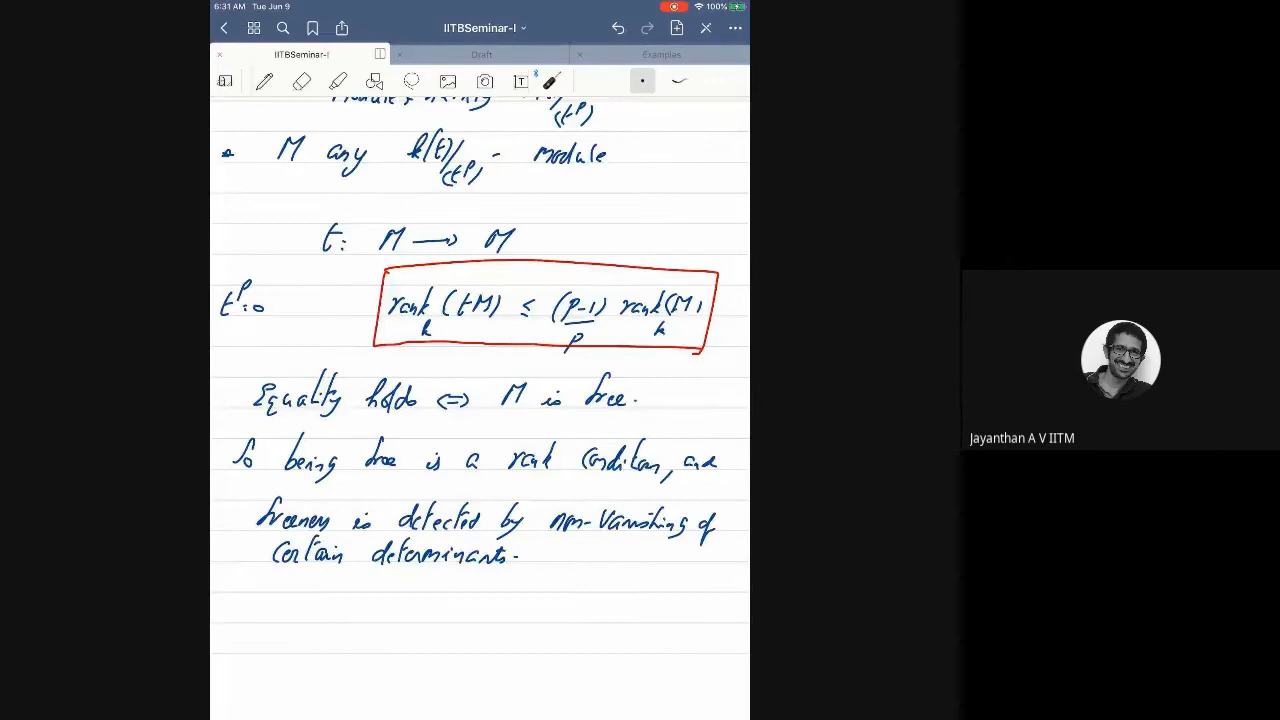 6:31 AM Tue Jun 9
100%
IITBSeminar-I
IITBSeminar-I Draft Examples
(t^p)
• M any k[t]/(t^p) - module
t: M → M
t^p=0 rank_k (tM) ≤ (p-1)/p rank_k (M)
Equality holds ⇔ M is free.
So being free is a rank condition, and
freeness is detected by non-vanishing of
certain determinants.
Jayanthan A V IITM